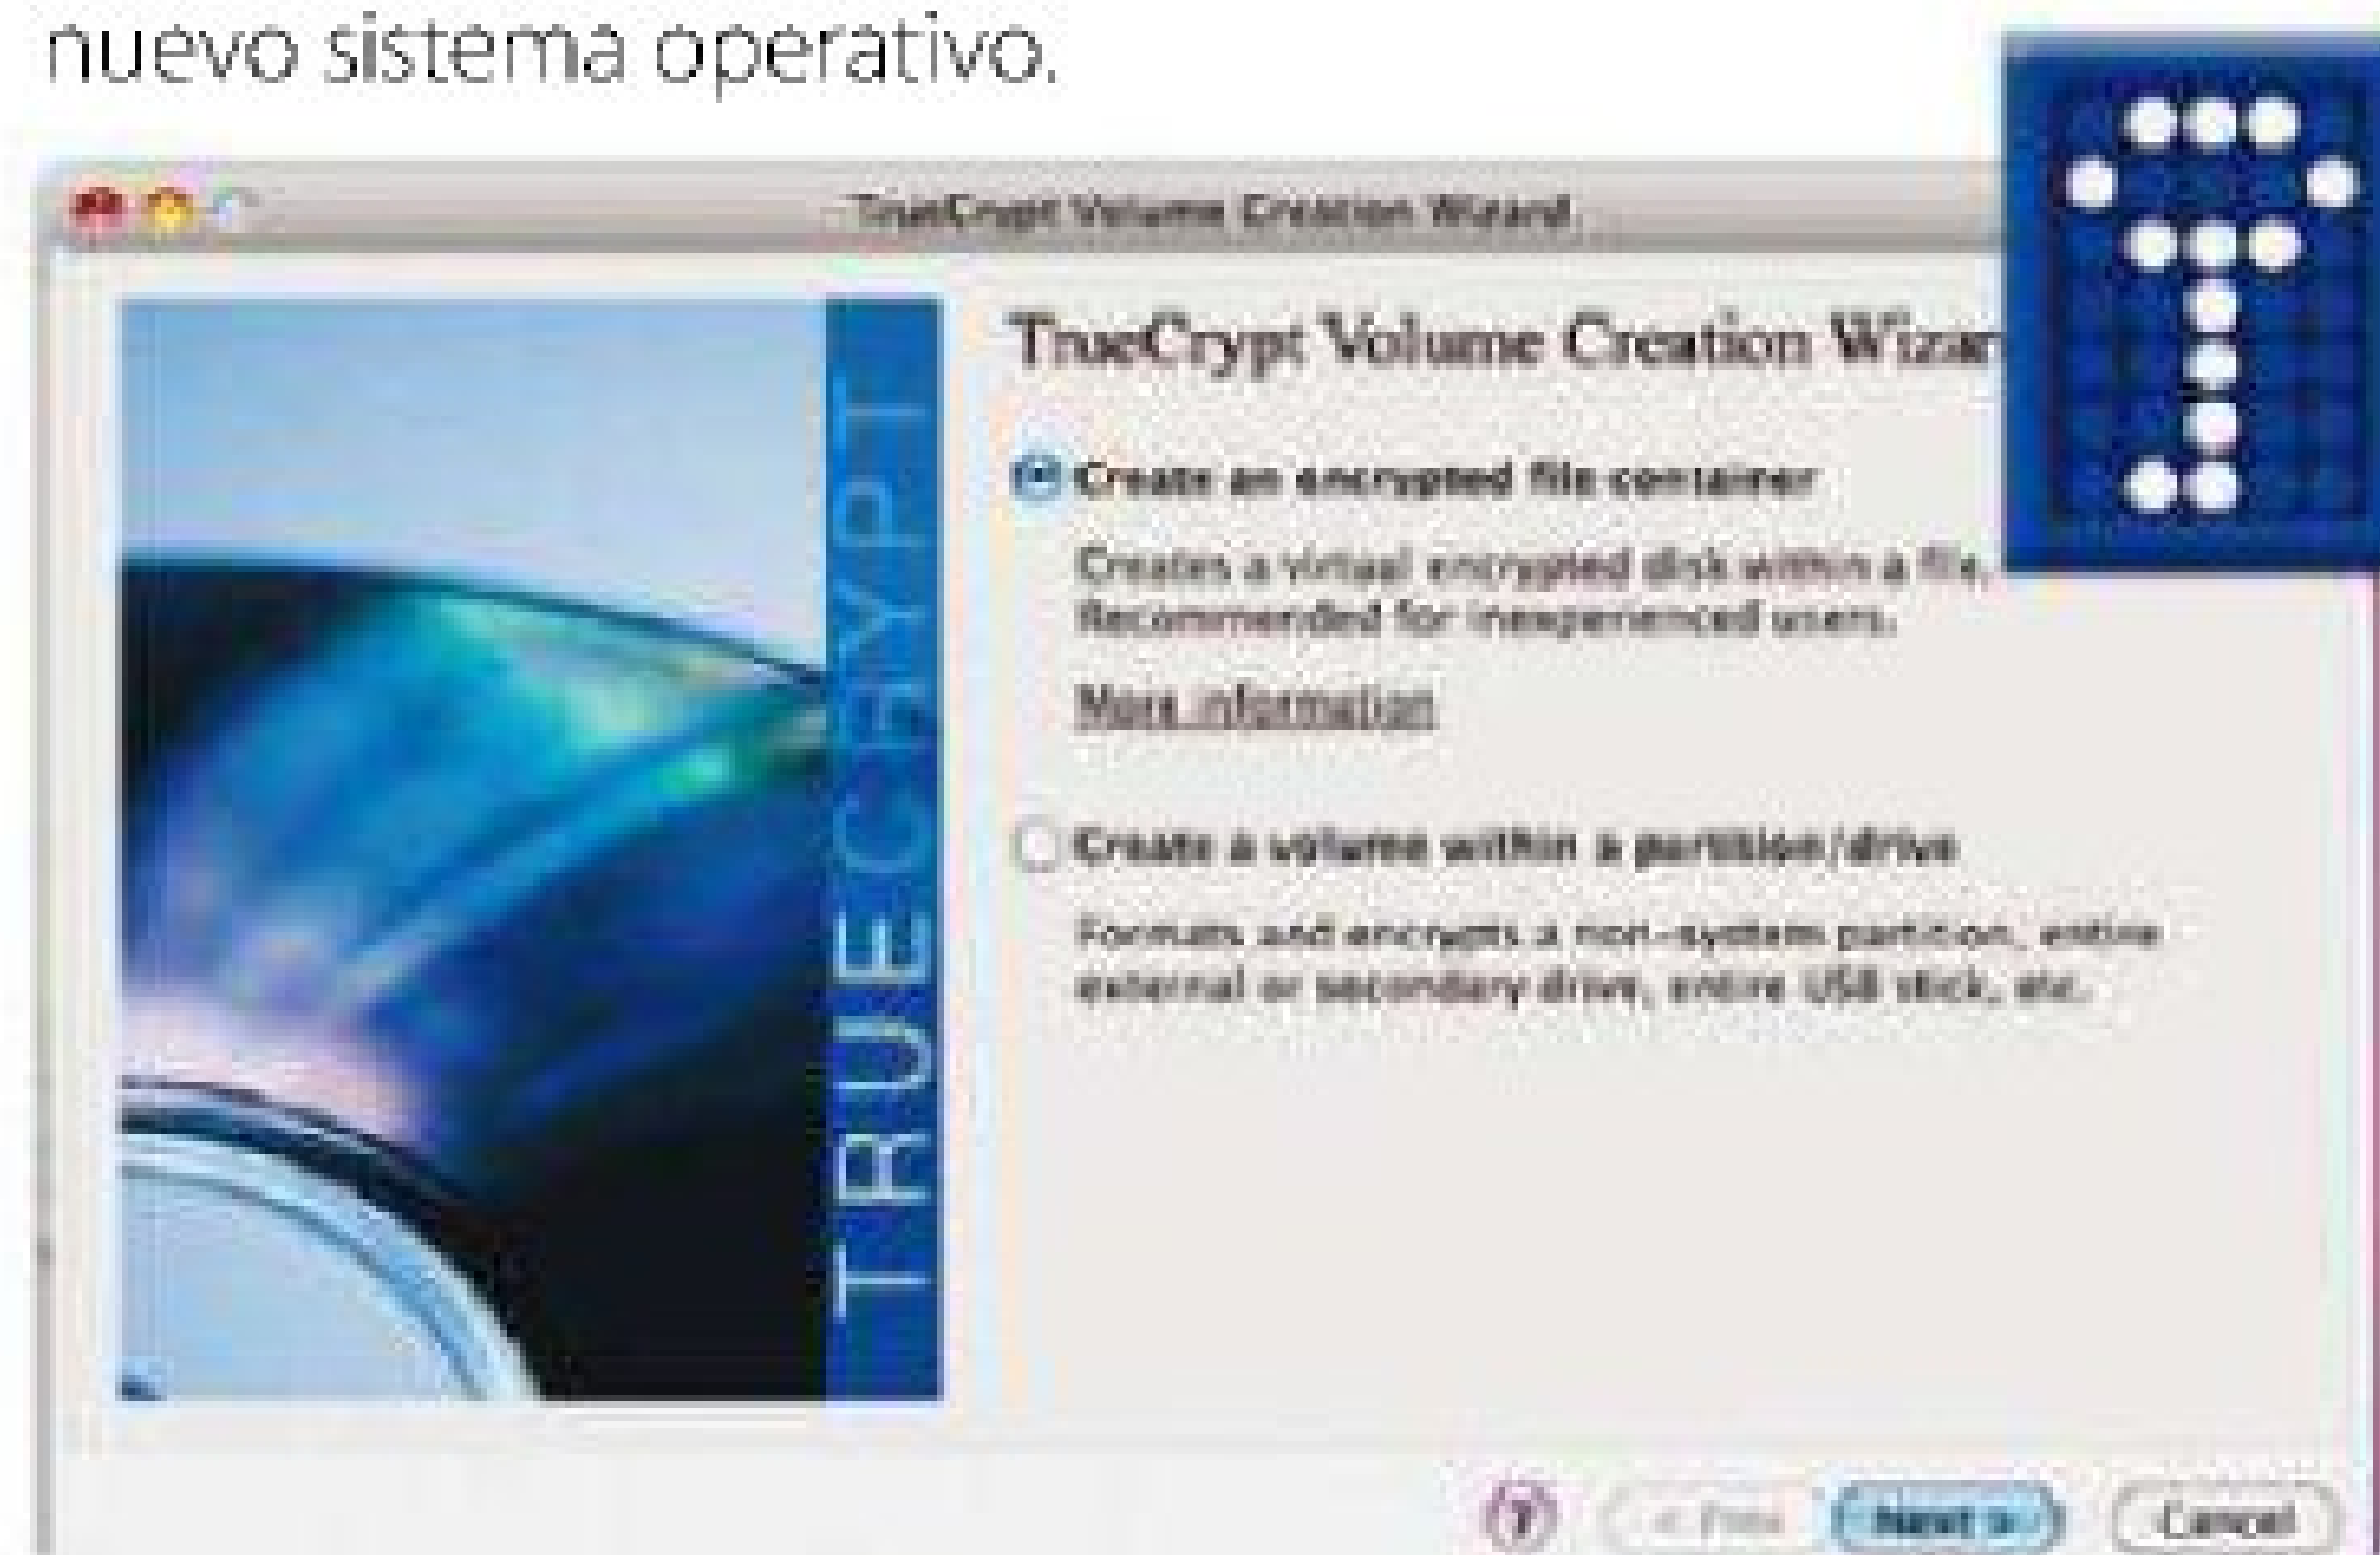 nuevo sistema operativo.
TrueCrypt Volume Creation Wizard
TRUECRYPT
TrueCrypt Volume Creation Wizar
Create an encrypted file container
Creates a virtual encrypted disk within a file.
Recommended for inexperienced users.
More information
Create a volume within a partition/drive
Formats and encrypts a non-system partition, entire
external or secondary drive, entire USB stick, etc.
? < Prev Next > Cancel